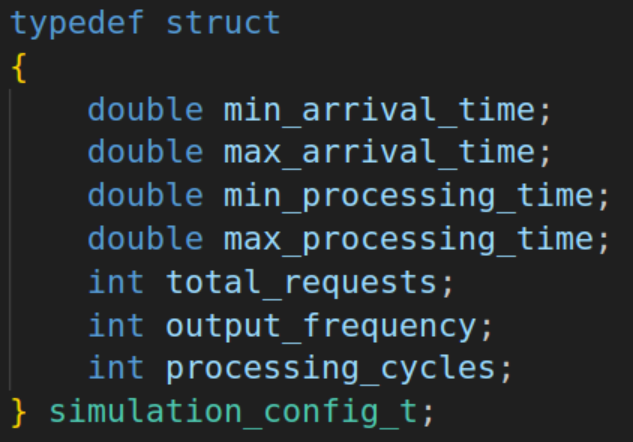 typedef struct
{
    double min_arrival_time;
    double max_arrival_time;
    double min_processing_time;
    double max_processing_time;
    int total_requests;
    int output_frequency;
    int processing_cycles;
} simulation_config_t;